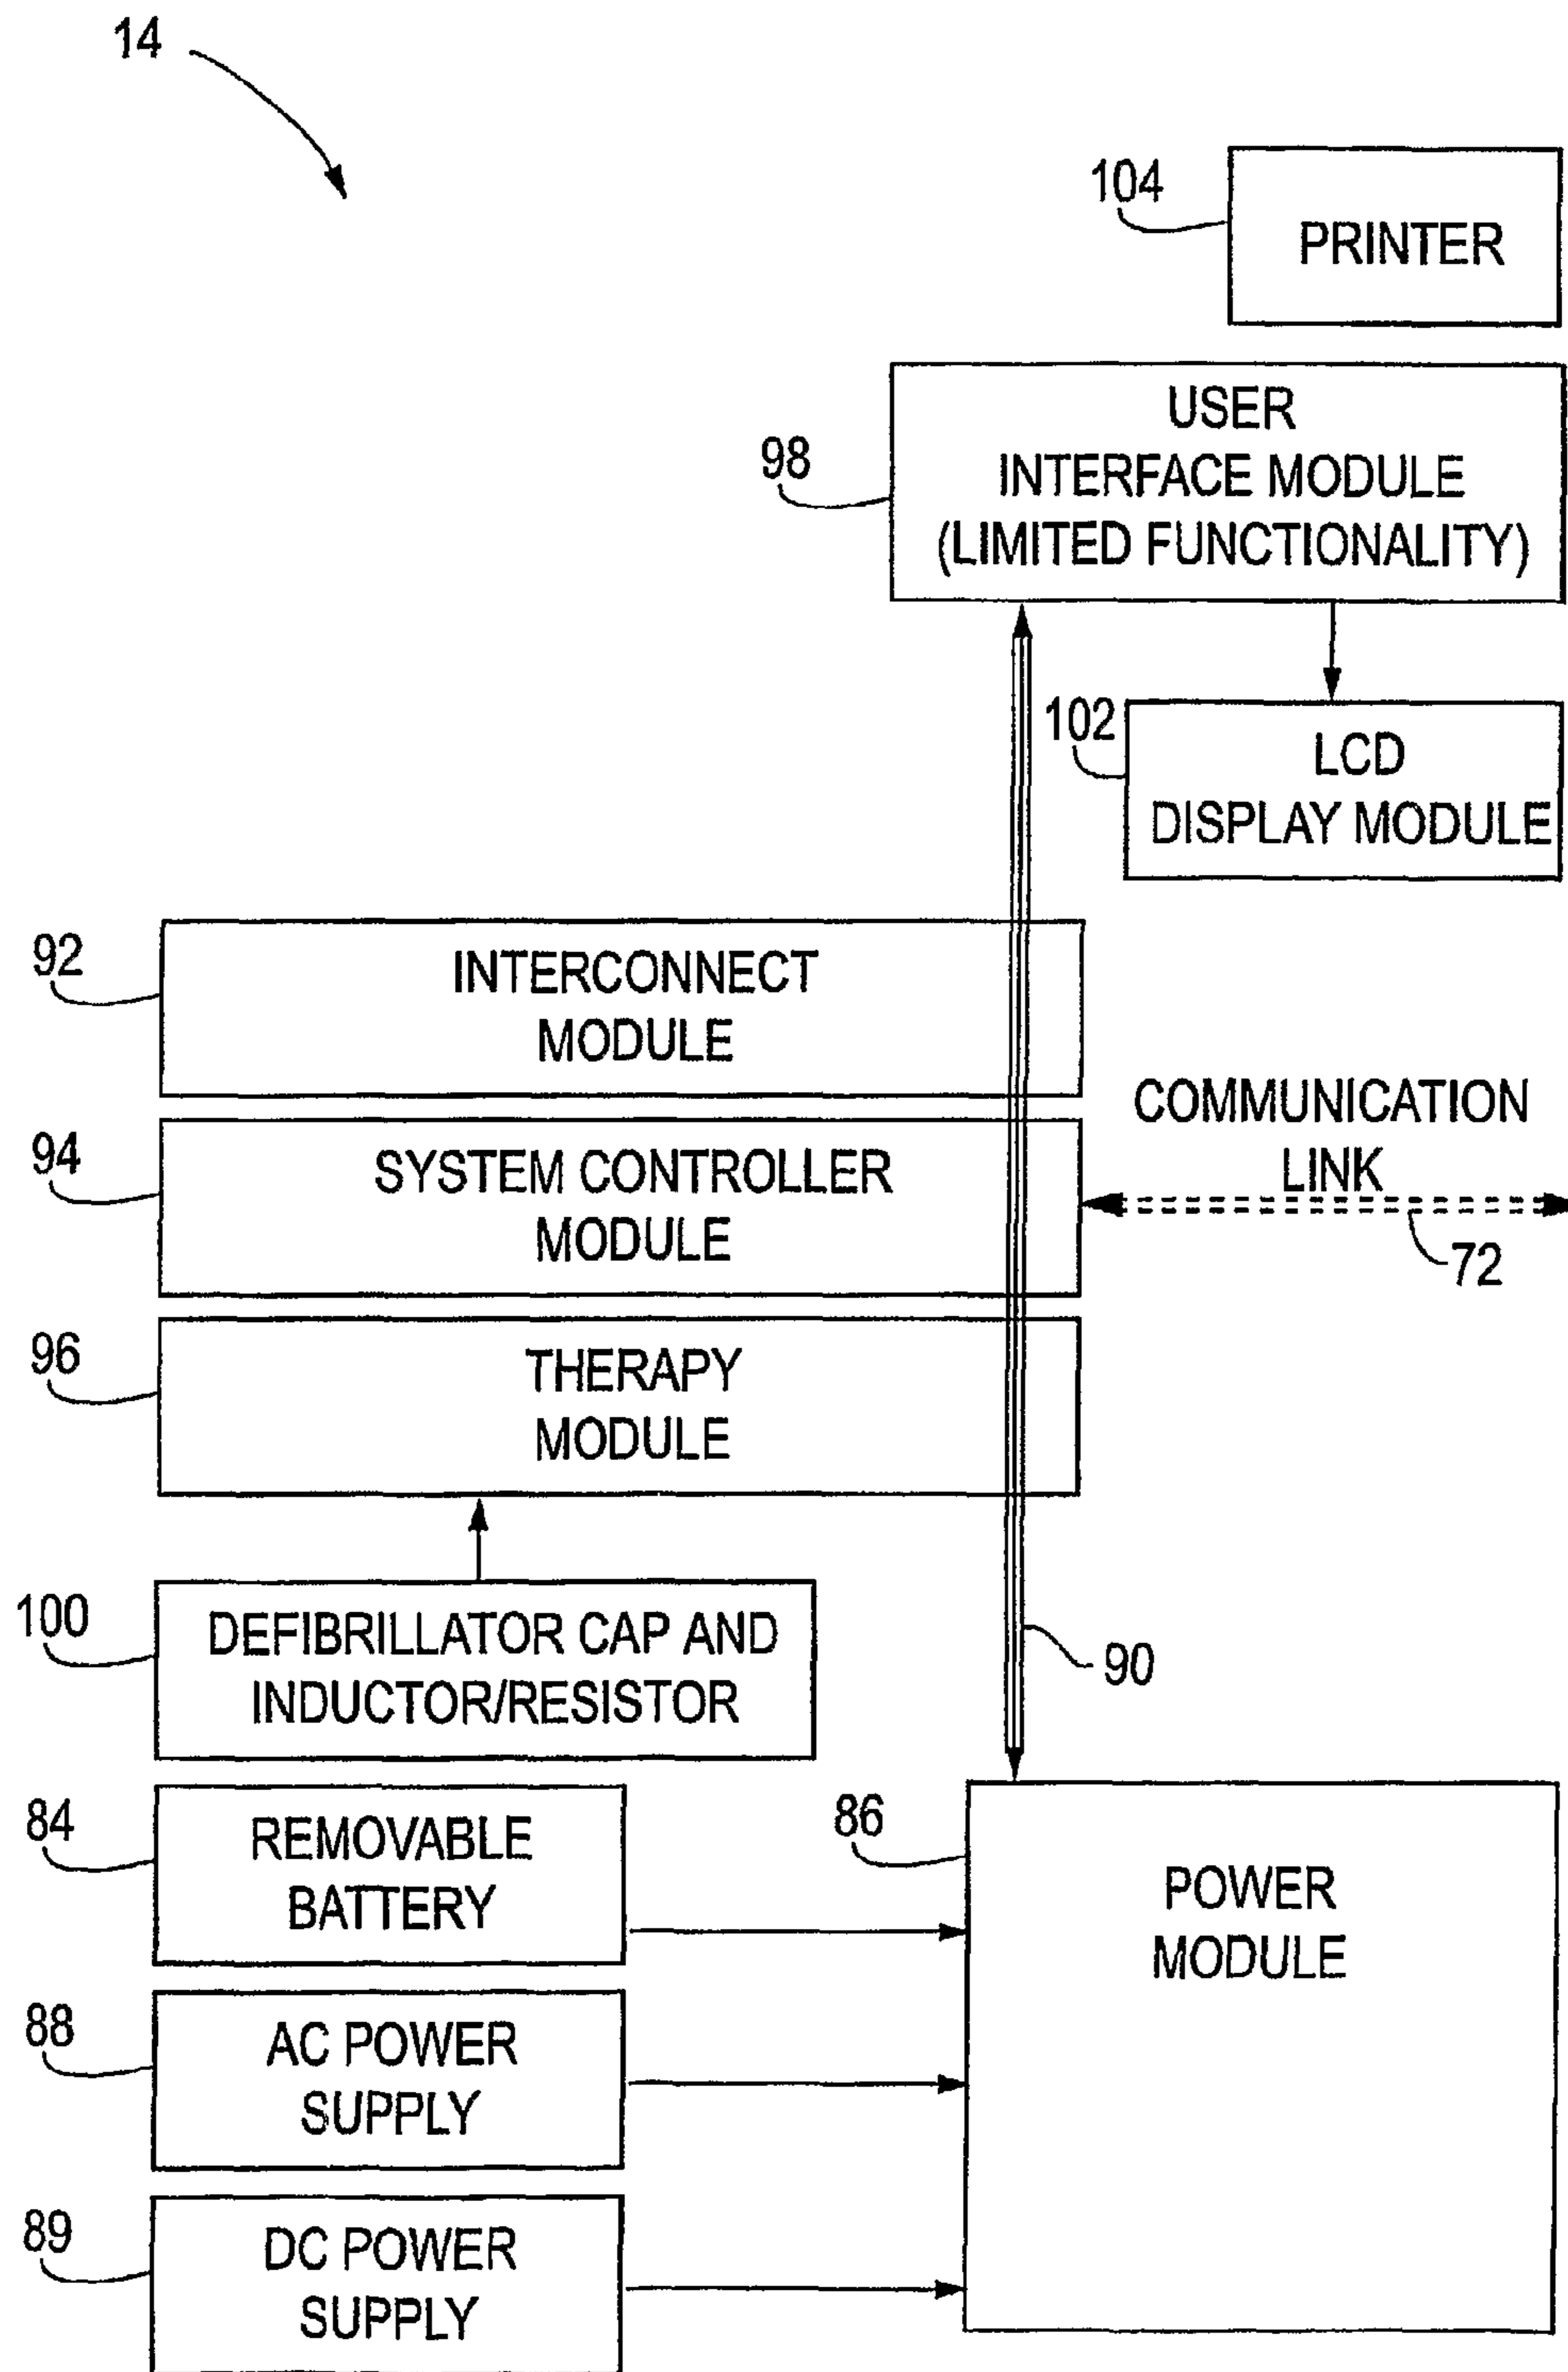 14
104
PRINTER
98
USER
INTERFACE MODULE
(LIMITED FUNCTIONALITY)
102
LCD
DISPLAY MODULE
92
INTERCONNECT
MODULE
94
SYSTEM CONTROLLER
MODULE
COMMUNICATION
LINK
72
96
THERAPY
MODULE
100
DEFIBRILLATOR CAP AND
INDUCTOR/RESISTOR
90
84
REMOVABLE
BATTERY
86
POWER
MODULE
88
AC POWER
SUPPLY
89
DC POWER
SUPPLY